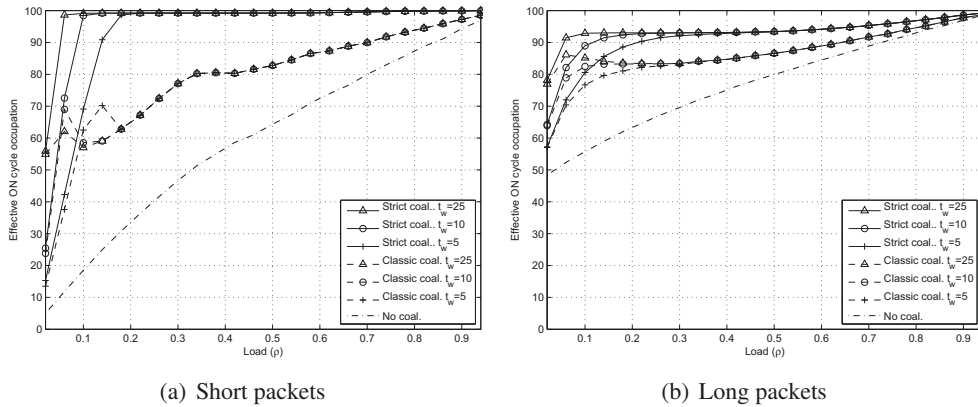 100
90
80
70
60
50
40
30
20
10
0
Effective ON cycle occupation
0.1 0.2 0.3 0.4 0.5 0.6 0.7 0.8 0.9
Load (ρ)
Strict coal.. t_w=25
Strict coal.. t_w=10
Strict coal.. t_w=5
Classic coal. t_w=25
Classic coal. t_w=10
Classic coal. t_w=5
No coal.
(a) Short packets
100
90
80
70
60
50
40
30
20
10
0
Effective ON cycle occupation
0.1 0.2 0.3 0.4 0.5 0.6 0.7 0.8 0.9
Load (ρ)
Strict coal.. t_w=25
Strict coal.. t_w=10
Strict coal.. t_w=5
Classic coal. t_w=25
Classic coal. t_w=10
Classic coal. t_w=5
No coal.
(b) Long packets